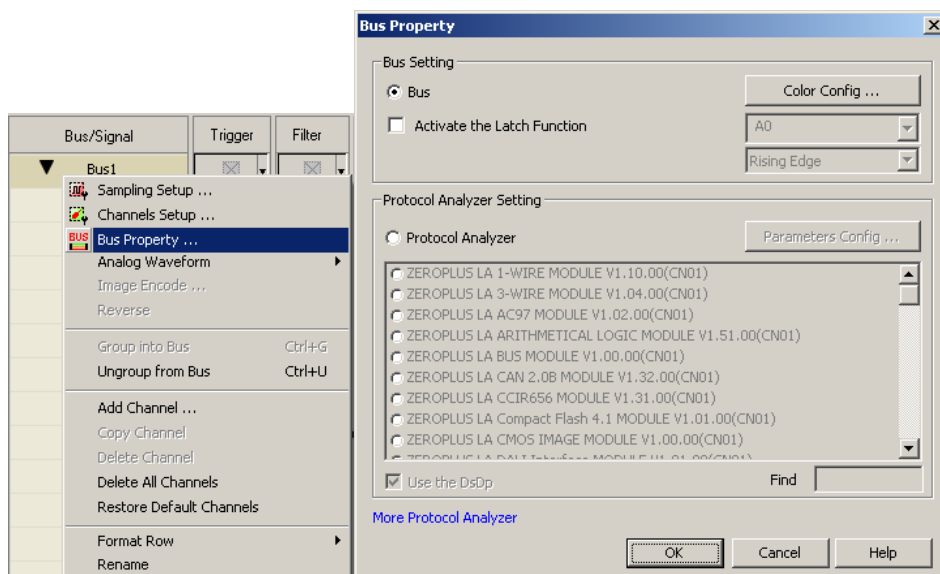 Bus/Signal Trigger Filter
Bus1
Sampling Setup ...
Channels Setup ...
BUS Bus Property ...
Analog Waveform
Image Encode ...
Reverse
Group into Bus Ctrl+G
Ungroup from Bus Ctrl+U
Add Channel ...
Copy Channel
Delete Channel
Delete All Channels
Restore Default Channels
Format Row
Rename
Bus Property
Bus Setting
Bus
Color Config ...
Activate the Latch Function
A0
Rising Edge
Protocol Analyzer Setting
Protocol Analyzer
Parameters Config ...
ZEROPLUS LA 1-WIRE MODULE V1.10.00(CN01)
ZEROPLUS LA 3-WIRE MODULE V1.04.00(CN01)
ZEROPLUS LA AC97 MODULE V1.02.00(CN01)
ZEROPLUS LA ARITHMETICAL LOGIC MODULE V1.51.00(CN01)
ZEROPLUS LA BUS MODULE V1.00.00(CN01)
ZEROPLUS LA CAN 2.0B MODULE V1.32.00(CN01)
ZEROPLUS LA CCIR656 MODULE V1.31.00(CN01)
ZEROPLUS LA Compact Flash 4.1 MODULE V1.01.00(CN01)
ZEROPLUS LA CMOS IMAGE MODULE V1.00.00(CN01)
ZEROPLUS LA DALI Interface MODULE
Use the DsDp
Find
More Protocol Analyzer
OK Cancel Help